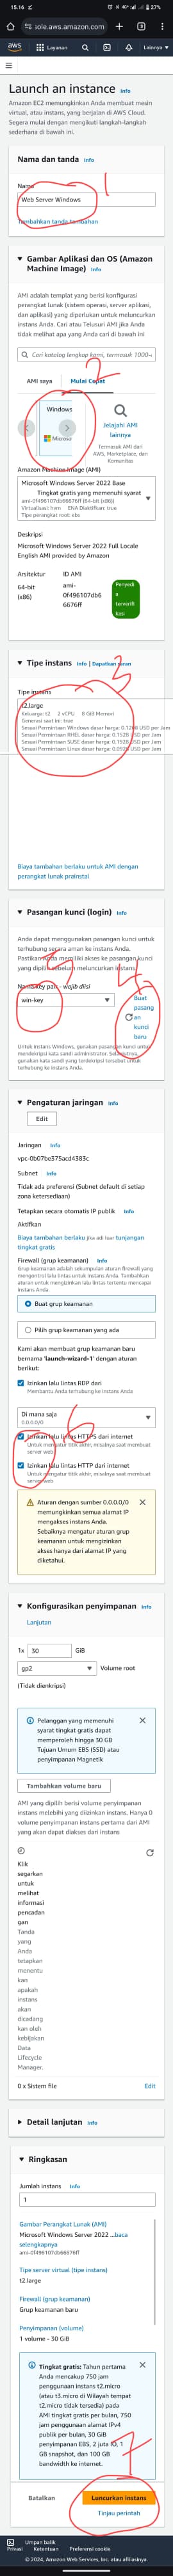 15.16
27%
sole.aws.amazon.com
aws
Layanan
Lainnya
Launch an instance Info
Amazon EC2 memungkinkan Anda membuat mesin
virtual, atau instans, yang berjalan di AWS Cloud.
Segera mulai dengan mengikuti langkah-langkah
sederhana di bawah ini.
Nama dan tanda Info
1
Nama
Web Server Windows
Tambahkan tanda tambahan
Gambar Aplikasi dan OS (Amazon
Machine Image) Info
AMI adalah templat yang berisi konfigurasi
perangkat lunak (sistem operasi, server aplikasi,
dan aplikasi) yang diperlukan untuk meluncurkan
instans Anda. Cari atau Telusuri AMI jika Anda
tidak melihat apa yang Anda cari di bawah ini
Cari katalog lengkap kami, termasuk 1000+
2
AMI saya
Mulai Cepat
Windows
Microso
Jelajahi AMI
lainnya
Termasuk AMI dari
AWS, Marketplace, dan
Komunitas
Amazon Machine Image (AMI)
Microsoft Windows Server 2022 Base
Tingkat gratis yang memenuhi syarat
ami-0f496107db66676ff (64-bit (x86))
Virtualisasi: hvm ENA Diaktifkan: true
Tipe perangkat root: ebs
Deskripsi
Microsoft Windows Server 2022 Full Locale
English AMI provided by Amazon
Arsitektur
ID AMI
64-bit
(x86)
ami-
0f496107db6
6676ff
Penyedi
a
terverifi
kasi
3
Tipe instans Info | Dapatkan saran
Tipe instans
t2.large
Keluarga: t2 2 vCPU 8 GiB Memori
Generasi saat ini: true
Sesuai Permintaan Windows dasar harga: 0.1208 USD per Jam
Sesuai Permintaan RHEL dasar harga: 0.1528 USD per Jam
Sesuai Permintaan SUSE dasar harga: 0.1928 USD per Jam
Sesuai Permintaan Linux dasar harga: 0.0928 USD per Jam
Biaya tambahan berlaku untuk AMI dengan
perangkat lunak prainstal
Pasangan kunci (login) Info
Anda dapat menggunakan pasangan kunci untuk
terhubung secara aman ke instans Anda.
Pastikan Anda memiliki akses ke pasangan kunci
yang dipilih sebelum meluncurkan instans.
5
4
Nama key pair - wajib diisi
win-key
Buat
pasang
an
kunci
baru
Untuk instans Windows, gunakan pasangan kunci untuk
mendekripsi kata sandi administrator. Selanjutnya,
gunakan kata sandi yang terdekripsi tersebut untuk
terhubung ke instans Anda.
Pengaturan jaringan Info
Edit
Jaringan Info
vpc-0b07be375acd4383c
Subnet Info
Tidak ada preferensi (Subnet default di setiap
zona ketersediaan)
Tetapkan secara otomatis IP publik Info
Aktifkan
Biaya tambahan berlaku jika ada luar tunjangan
tingkat gratis
Firewall (grup keamanan) Info
Grup keamanan adalah sekumpulan aturan firewall yang
mengontrol lalu lintas untuk instans Anda. Tambahkan
aturan untuk mengizinkan lalu lintas tertentu mencapai
instans Anda
Buat grup keamanan
Pilih grup keamanan yang ada
Kami akan membuat grup keamanan baru
bernama 'launch-wizard-1' dengan aturan
berikut:
Izinkan lalu lintas RDP dari
Membantu Anda terhubung ke instans Anda
Di mana saja
0.0.0.0/0
6
Izinkan lalu lintas HTTPS dari internet
Untuk mengatur titik akhir, misalnya saat membuat
server web
Izinkan lalu lintas HTTP dari internet
Untuk mengatur titik akhir, misalnya saat membuat
server web
Aturan dengan sumber 0.0.0.0/0
memungkinkan semua alamat IP
mengakses instans Anda.
Sebaiknya mengatur aturan grup
keamanan untuk mengizinkan
akses hanya dari alamat IP yang
diketahui.
Konfigurasikan penyimpanan Info
Lanjutan
1x 30 GiB
gp2 Volume root
(Tidak dienkripsi)
Pelanggan yang memenuhi
syarat tingkat gratis dapat
memperoleh hingga 30 GB
Tujuan Umum EBS (SSD) atau
penyimpanan Magnetik
Tambahkan volume baru
AMI yang dipilih berisi volume penyimpanan
instans melebihi yang diizinkan instans. Hanya 0
volume penyimpanan instans pertama dari AMI
yang akan dapat diakses dari instans
Klik
segarkan
untuk
melihat
informasi
pencadan
gan
Tanda
yang
Anda
tetapkan
menentu
kan
apakah
instans
akan
dicadang
kan oleh
kebijakan
Data
Lifecycle
Manager.
0 x Sistem file
Edit
Detail lanjutan Info
Ringkasan
Jumlah instans Info
1
Gambar Perangkat Lunak (AMI)
Microsoft Windows Server 2022 ...baca
selengkapnya
ami-0f496107db66676ff
Tipe server virtual (tipe instans)
t2.large
Firewall (grup keamanan)
Grup keamanan baru
Penyimpanan (volume)
1 volume - 30 GiB
Tingkat gratis: Tahun pertama
Anda mencakup 750 jam
penggunaan instans t2.micro
(atau t3.micro di Wilayah tempat
t2.micro tidak tersedia) pada
AMI tingkat gratis per bulan, 750
jam penggunaan alamat IPv4
publik per bulan, 30 GiB
penyimpanan EBS, 2 juta IO, 1
GB snapshot, dan 100 GB
bandwidth ke internet.
7
Batalkan
Luncurkan instans
Tinjau perintah
Umpan balik
Privasi Ketentuan Preferensi cookie
© 2024, Amazon Web Services, Inc. atau afiliasinya.